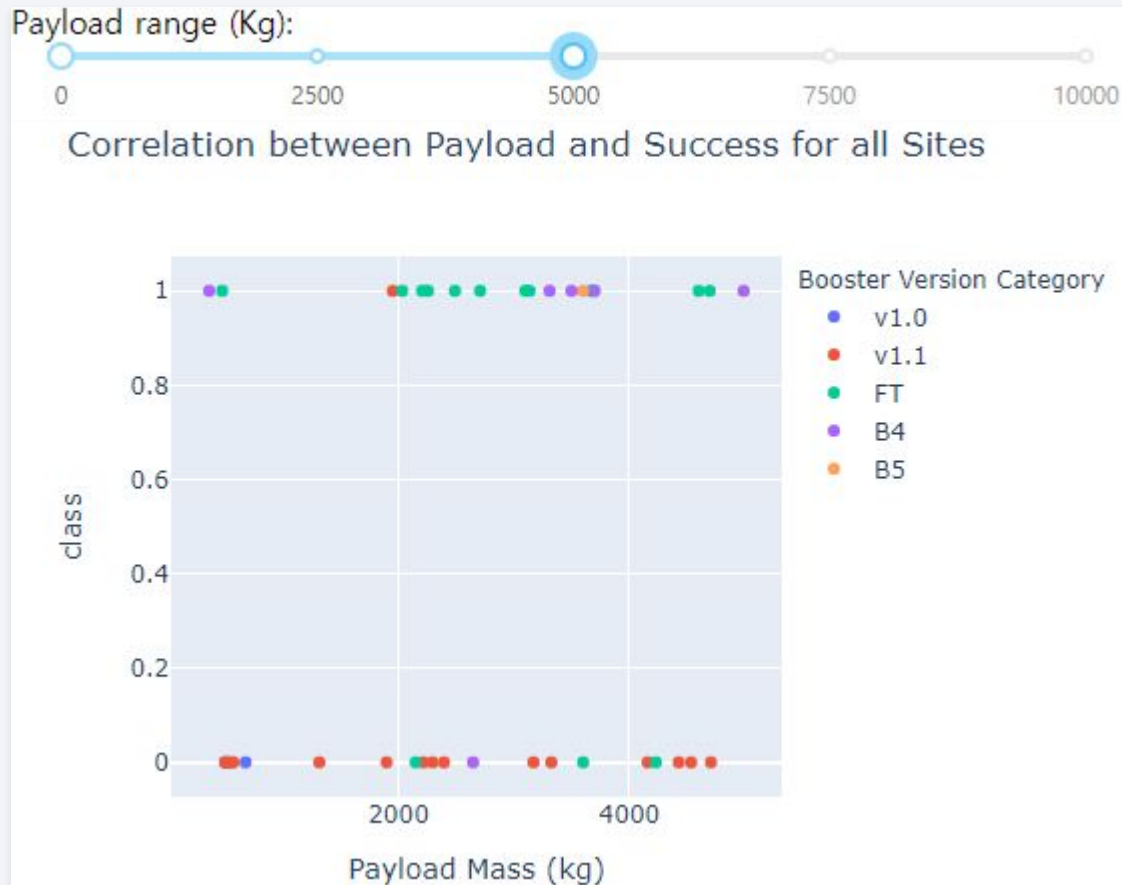 Payload range (Kg):
0 2500 5000 7500 10000
Correlation between Payload and Success for all Sites
Booster Version Category
v1.0
v1.1
FT
B4
B5
1
0.8
0.6
0.4
0.2
0
class
2000 4000
Payload Mass (kg)